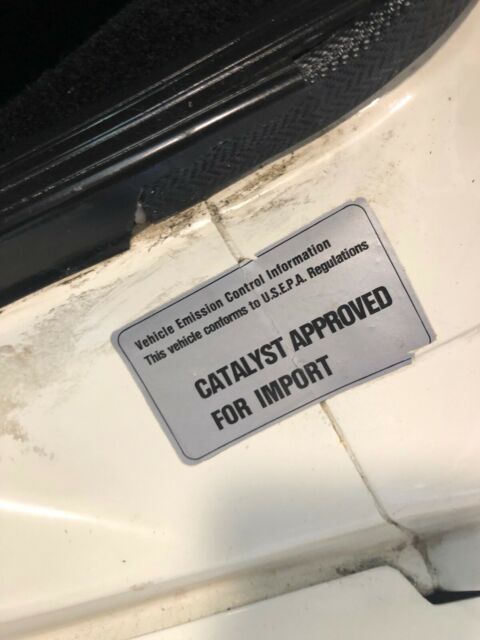 Vehicle Emission Control Information
This vehicle conforms to U.S.E.P.A. Regulations
CATALYST APPROVED
FOR IMPORT